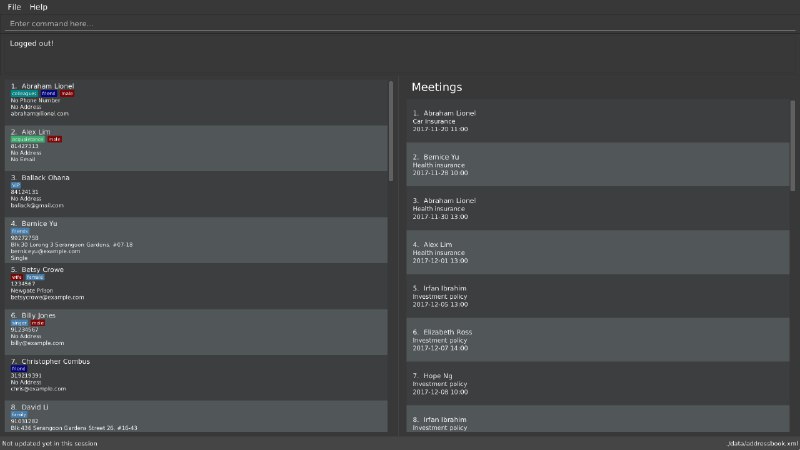 File Help
Enter command here...
Logged out!
1. Abraham Lionel
colleagues friend male
No Phone Number
No Address
abraham@lionel.com
2. Alex Lim
acquaintance male
81427313
No Address
No Email
3. Ballack Ohana
VIP
84124131
No Address
ballack@gmail.com
4. Bernice Yu
friends
99272758
Blk 30 Lorong 3 Serangoon Gardens, #07-18
berniceyu@example.com
Single
5. Betsy Crowe
wife female
1234567
Newgate Prison
betsycrowe@example.com
6. Billy Jones
singer male
91234567
No Address
billy@example.com
7. Christopher Combus
friend
319219391
No Address
chris@example.com
8. David Li
family
91031282
Blk 436 Serangoon Gardens Street 26, #16-43
Meetings
1. Abraham Lionel
Car Insurance
2017-11-20 11:00
2. Bernice Yu
Health insurance
2017-11-28 10:00
3. Abraham Lionel
Health insurance
2017-11-30 13:00
4. Alex Lim
Health insurance
2017-12-01 13:00
5. Irfan Ibrahim
Investment policy
2017-12-05 13:00
6. Elizabeth Ross
Investment policy
2017-12-07 14:00
7. Hope Ng
Investment policy
2017-12-08 10:00
8. Irfan Ibrahim
Investment policy
Not updated yet in this session
./data/addressbook.xml